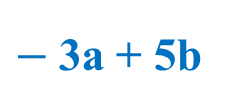 – 3a + 5b